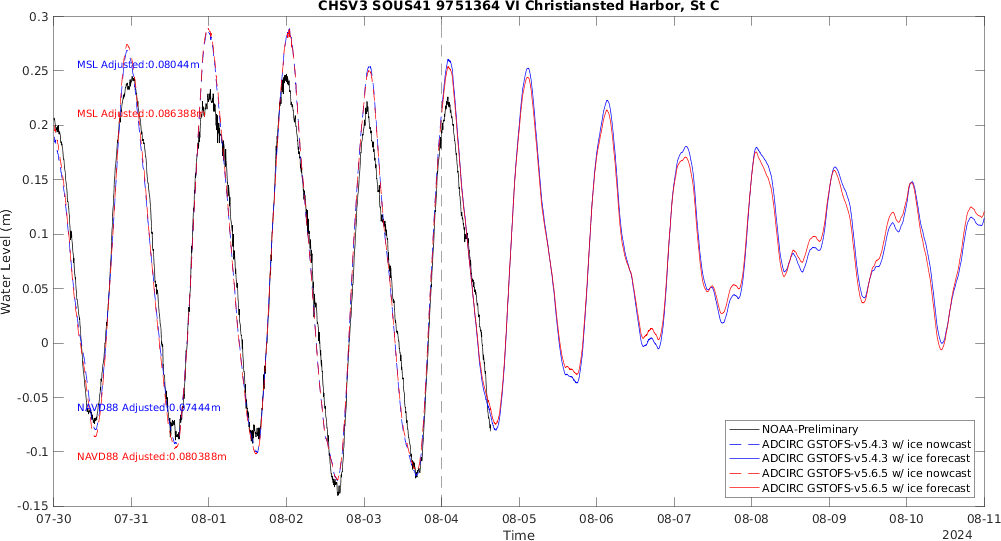 CHSV3 SOUS41 9751364 VI Christiansted Harbor, St C
0.3
0.25
0.2
0.15
0.1
0.05
0
-0.05
-0.1
-0.15
Water Level (m)
MSL Adjusted:0.08044m
MSL Adjusted:0.086388m
NAVD88 Adjusted:0.07444m
NAVD88 Adjusted:0.080388m
NOAA-Preliminary
ADCIRC GSTOFS-v5.4.3 w/ ice nowcast
ADCIRC GSTOFS-v5.4.3 w/ ice forecast
ADCIRC GSTOFS-v5.6.5 w/ ice nowcast
ADCIRC GSTOFS-v5.6.5 w/ ice forecast
07-30 07-31 08-01 08-02 08-03 08-04 08-05 08-06 08-07 08-08 08-09 08-10 08-11
Time
2024